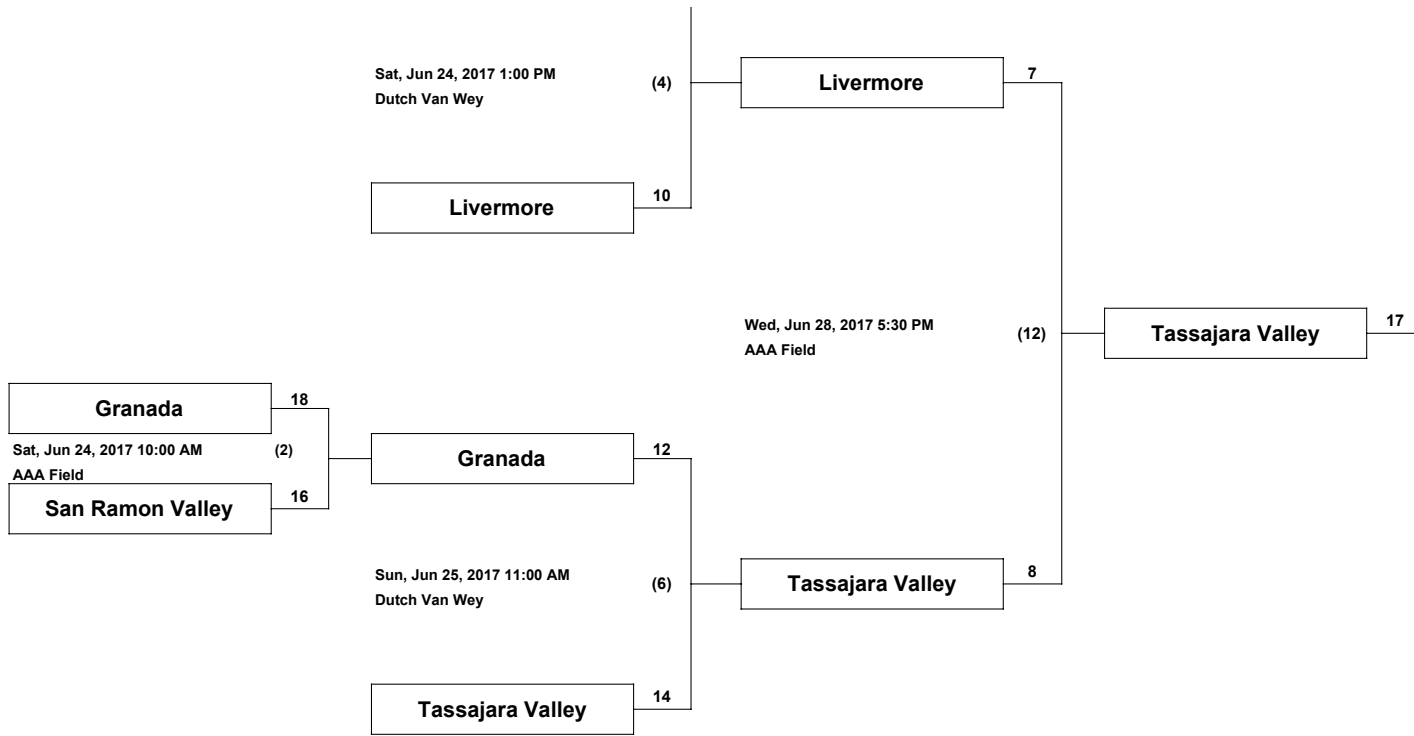 Sat, Jun 24, 2017 1:00 PM
Dutch Van Wey
(4)
Livermore
7
Livermore
10
Wed, Jun 28, 2017 5:30 PM
AAA Field
(12)
Tassajara Valley
17
Granada
18
Sat, Jun 24, 2017 10:00 AM
(2)
AAA Field
San Ramon Valley
16
Granada
12
Sun, Jun 25, 2017 11:00 AM
Dutch Van Wey
(6)
Tassajara Valley
8
Tassajara Valley
14